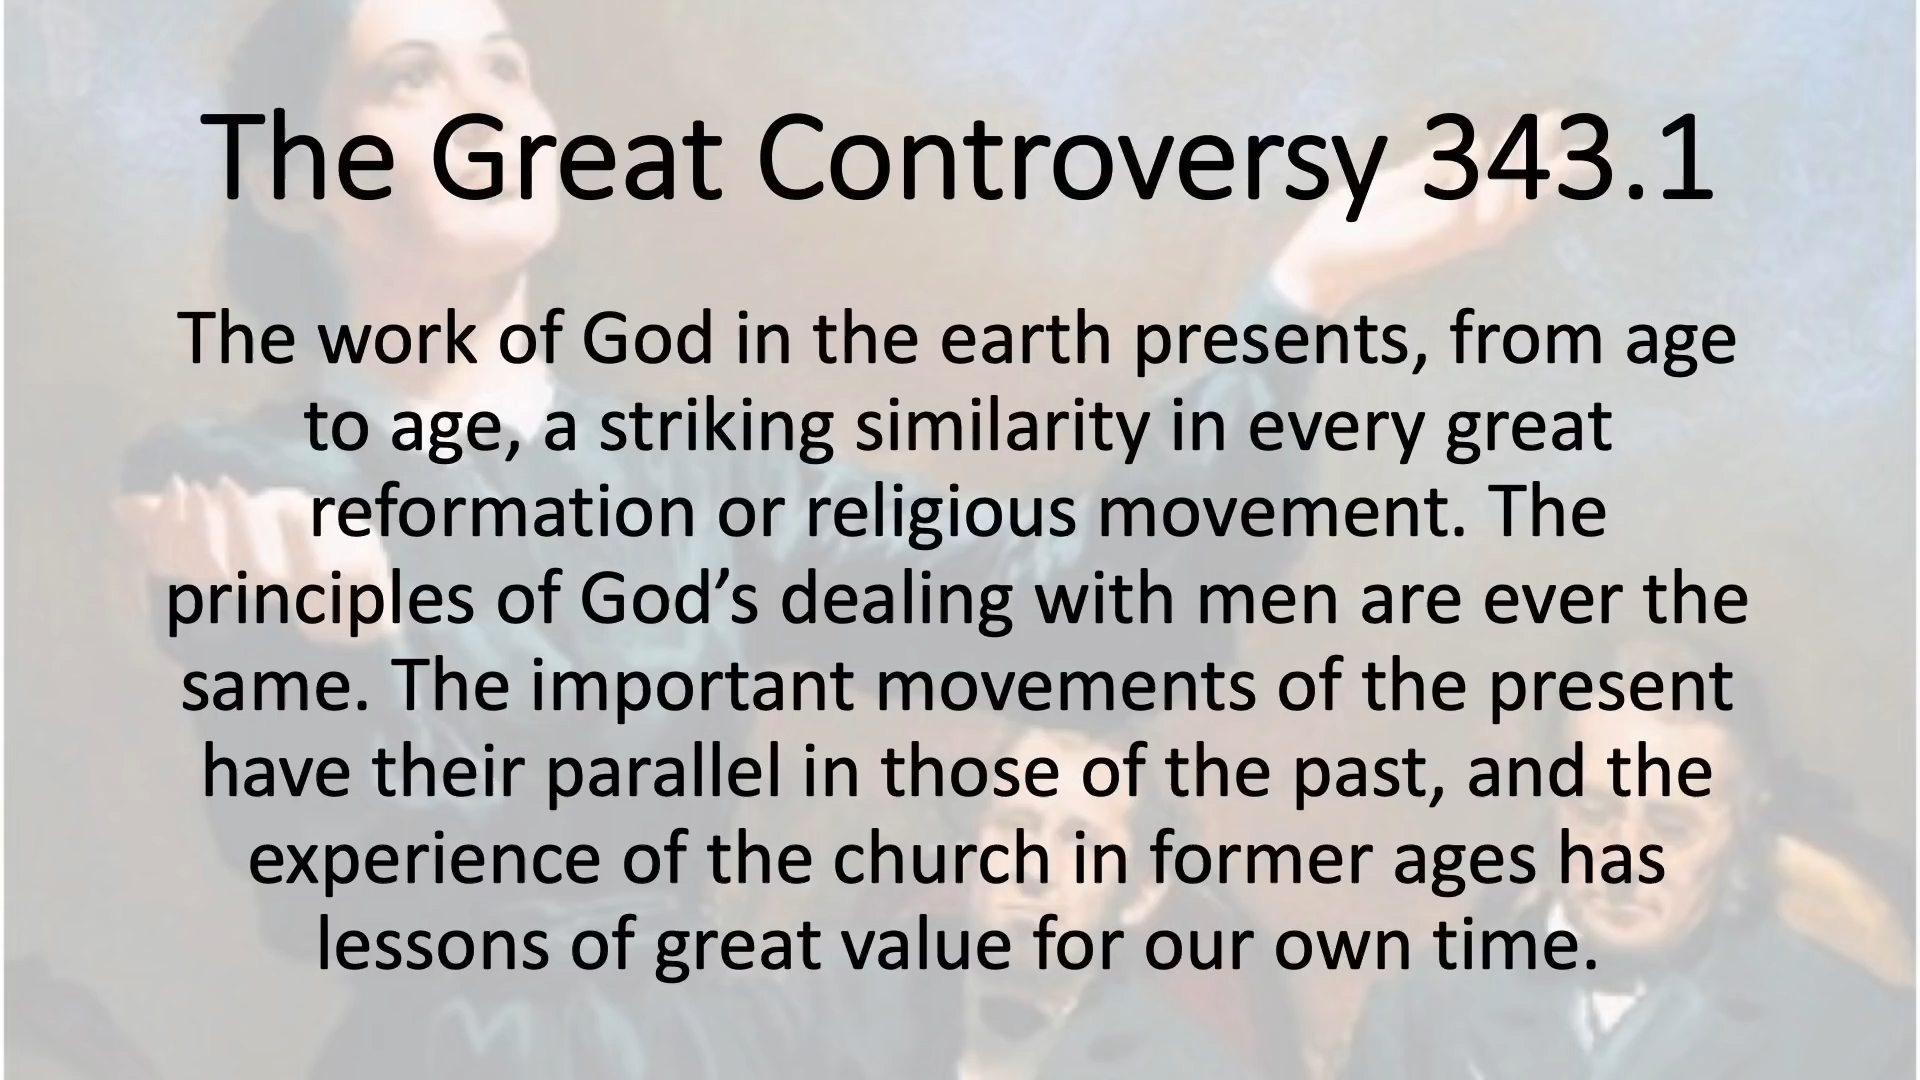 The Great Controversy 343.1
The work of God in the earth presents, from age
to age, a striking similarity in every great
reformation or religious movement. The
principles of God’s dealing with men are ever the
same. The important movements of the present
have their parallel in those of the past, and the
experience of the church in former ages has
lessons of great value for our own time.